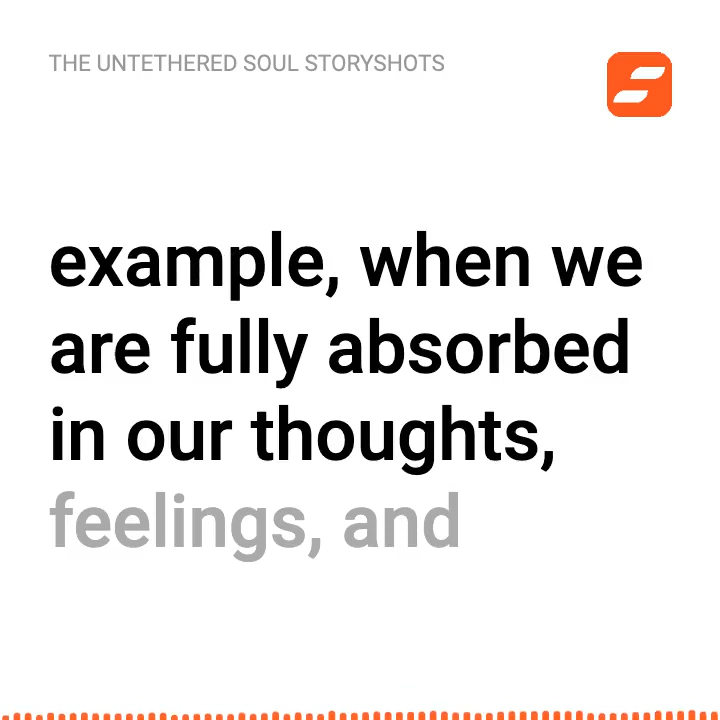 THE UNTETHERED SOUL STORYSHOTS
example, when we
are fully absorbed
in our thoughts,
feelings, and